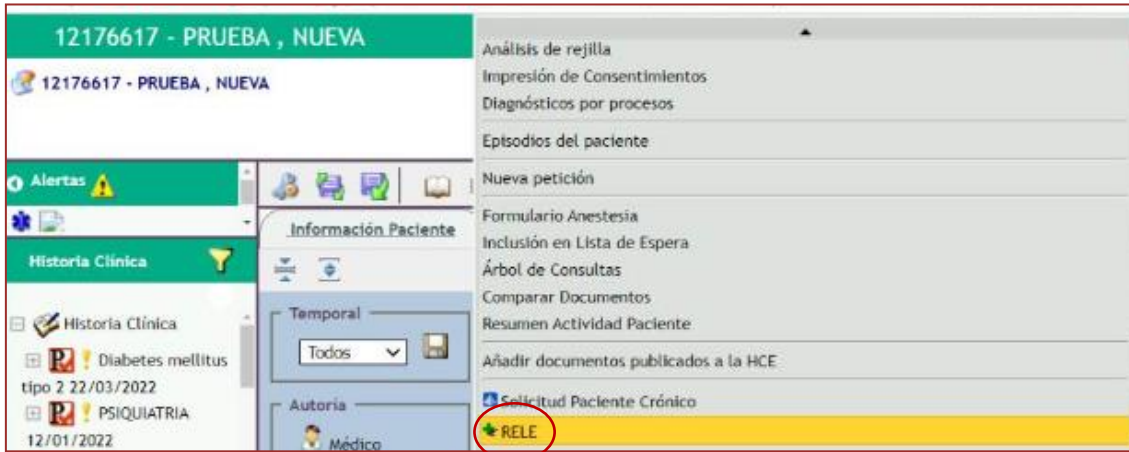 12176617 - PRUEBA , NUEVA
12176617 - PRUEBA , NUEVA
Alertas
Historia Clínica
Historia Clínica
Diabetes mellitus
tipo 2 22/03/2022
PSIQUIATRIA
12/01/2022
Información Paciente
Temporal
Todos
Autoría
Médico
Análisis de rejilla
Impresión de Consentimientos
Diagnósticos por procesos
Episodios del paciente
Nueva petición
Formulario Anestesia
Inclusión en Lista de Espera
Árbol de Consultas
Comparar Documentos
Resumen Actividad Paciente
Añadir documentos publicados a la HCE
Solicitud Paciente Crónico
RELE